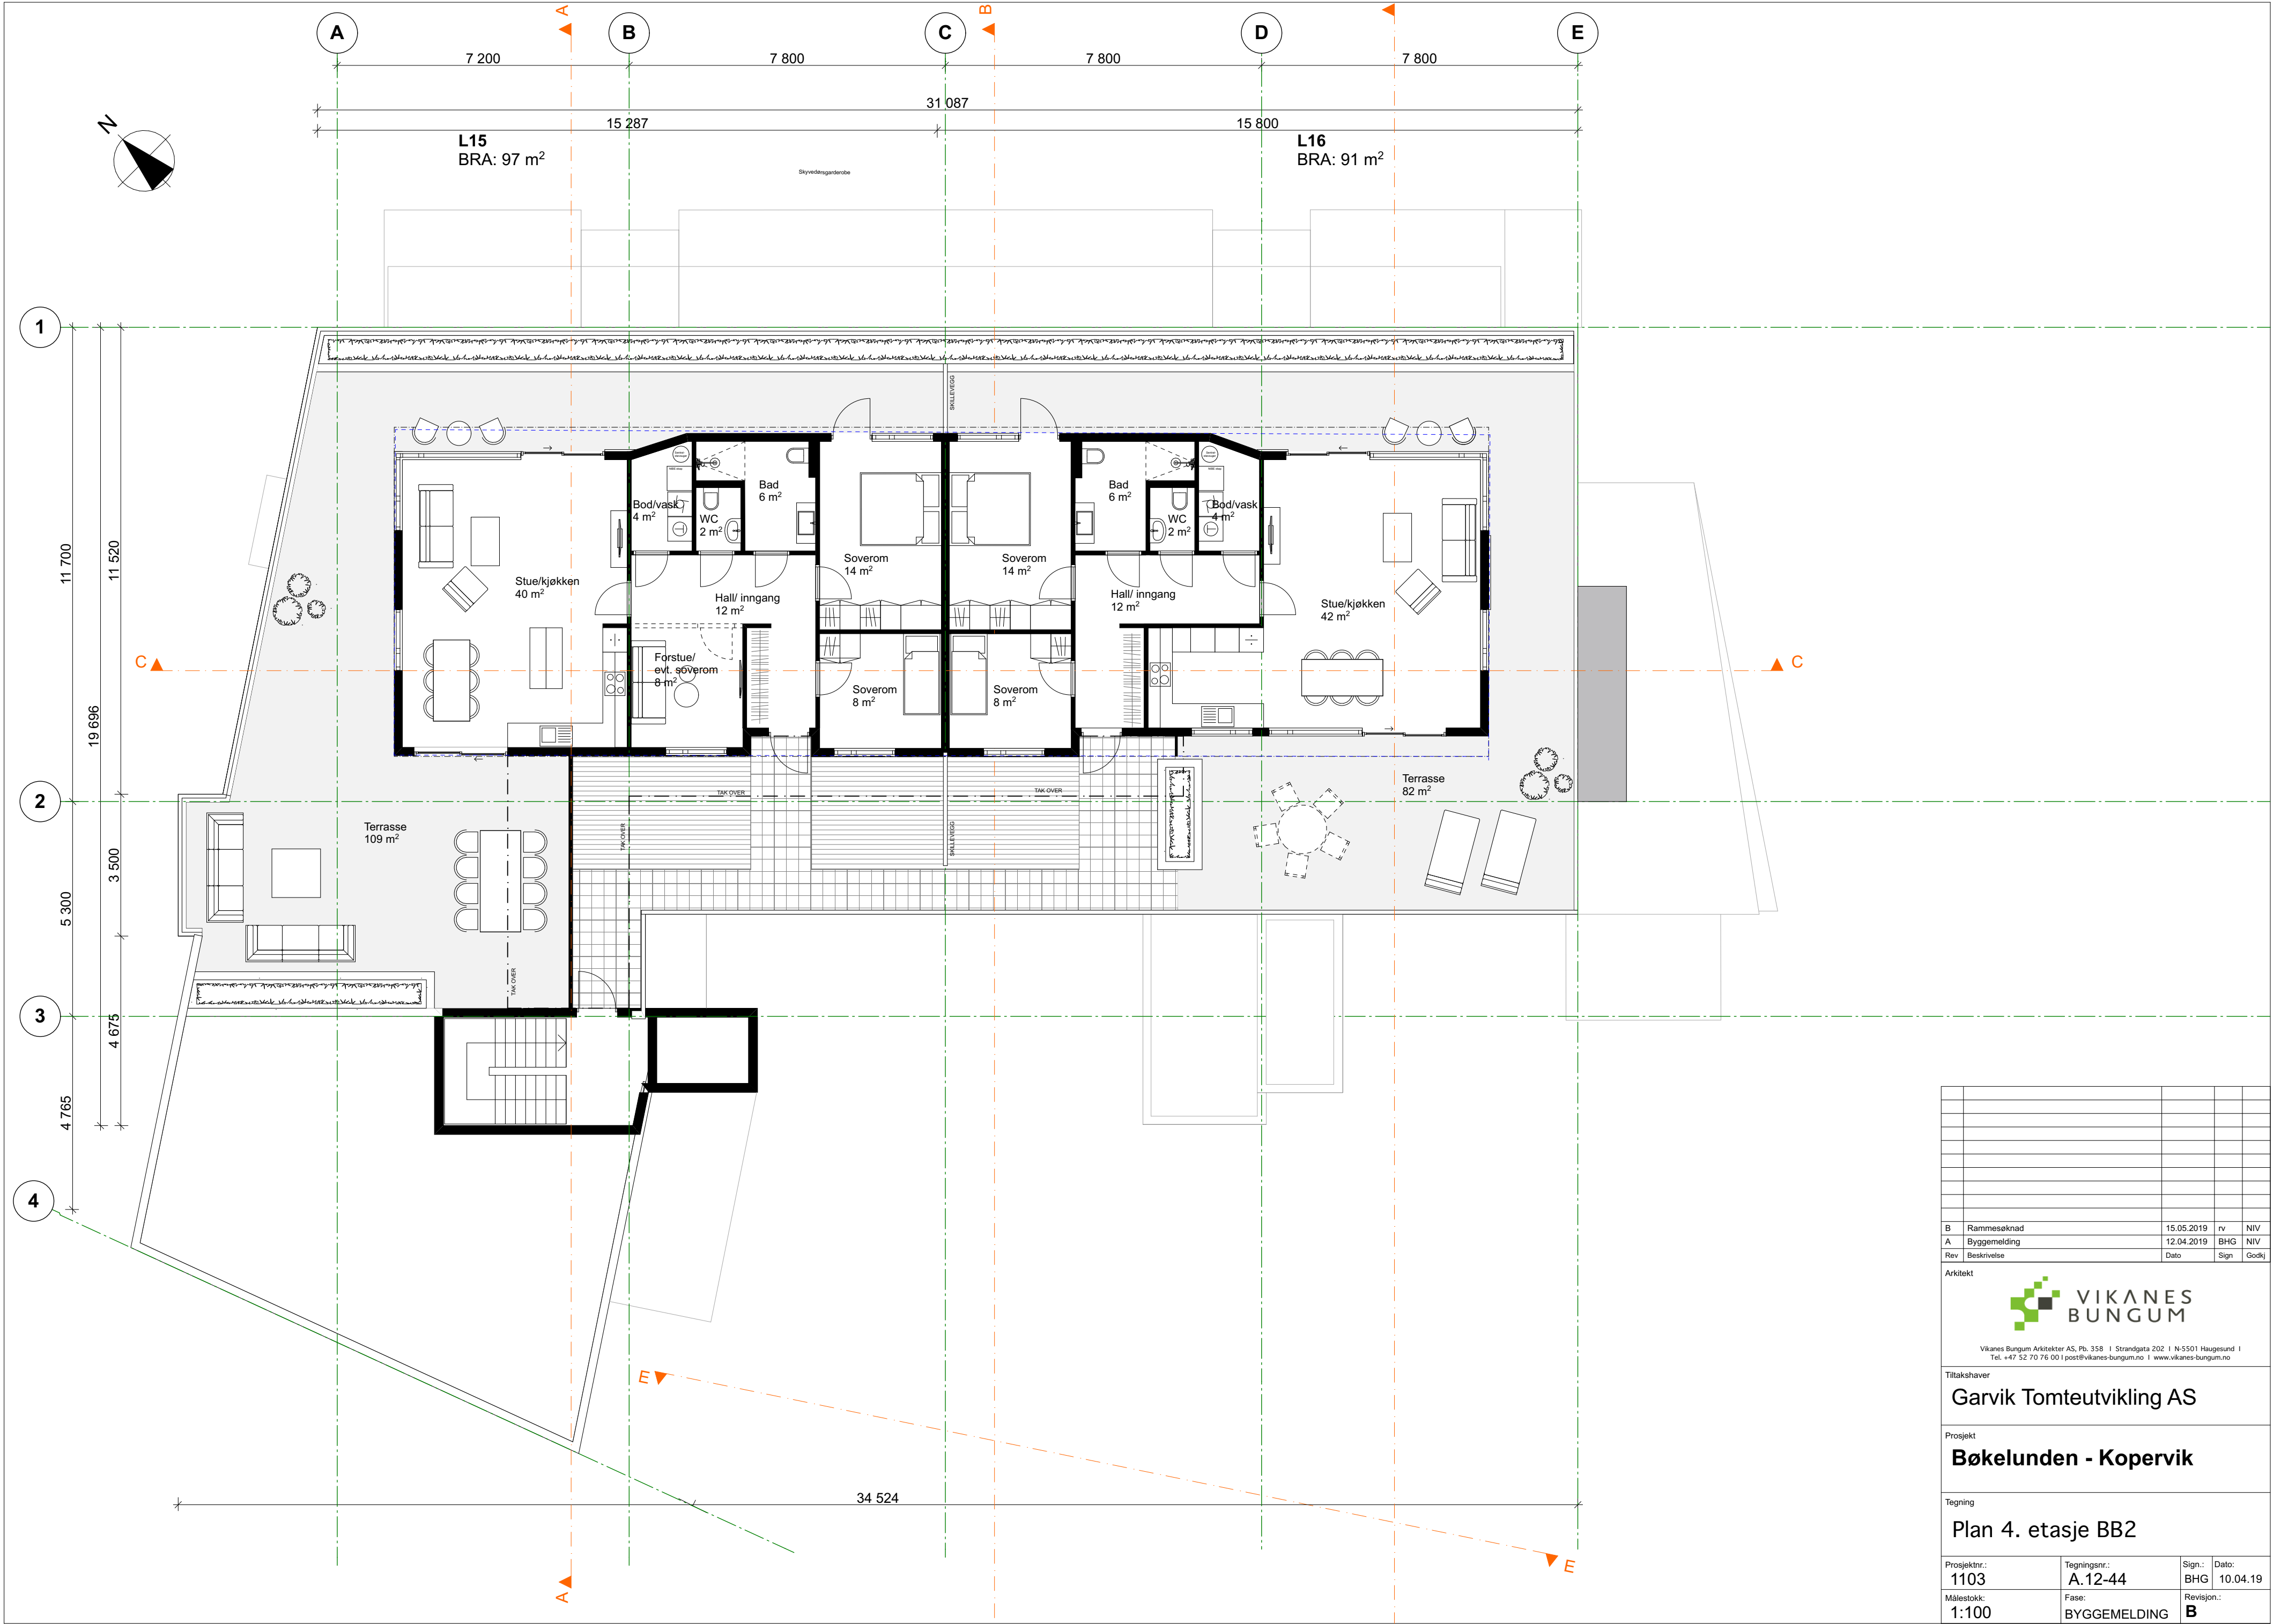 A
B
A
B
C
D
E
7 200
7 800
7 800
7 800
31 087
15 287
15 800
N
L15
BRA: 97 m²
L16
BRA: 91 m²
Skyvedørsgarderobe
1
SKILLEVEGG
11 700
11 520
19 696
Bod/vask
4 m²
WC
2 m²
Bad
6 m²
Soverom
14 m²
Soverom
14 m²
Bad
6 m²
WC
2 m²
Bod/vask
4 m²
Stue/kjøkken
40 m²
Hall/ inngang
12 m²
Hall/ inngang
12 m²
Stue/kjøkken
42 m²
C
C
Forstue/
evt. soverom
8 m²
Soverom
8 m²
Soverom
8 m²
2
TAK OVER
TAK OVER
TAK OVER
SKILLEVEGG
Terrasse
109 m²
Terrasse
82 m²
3 500
5 300
TAK OVER
3
4 675
4 765
4
E
E
34 524
A
B Rammesøknad 15.05.2019 rv NIV
A Byggemelding 12.04.2019 BHG NIV
Rev Beskrivelse Dato Sign Godkj
Arkitekt
VIKANES
BUNGUM
Vikanes Bungum Arkitekter AS, Pb. 358 I Strandgata 202 I N-5501 Haugesund I
Tel. +47 52 70 76 00 I post@vikanes-bungum.no I www.vikanes-bungum.no
Tiltakshaver
Garvik Tomteutvikling AS
Prosjekt
Bøkelunden - Kopervik
Tegning
Plan 4. etasje BB2
Prosjektnr.: Tegningsnr.: Sign.: Dato:
1103 A.12-44 BHG 10.04.19
Målestokk: Fase: Revisjon.:
1:100 BYGGEMELDING B